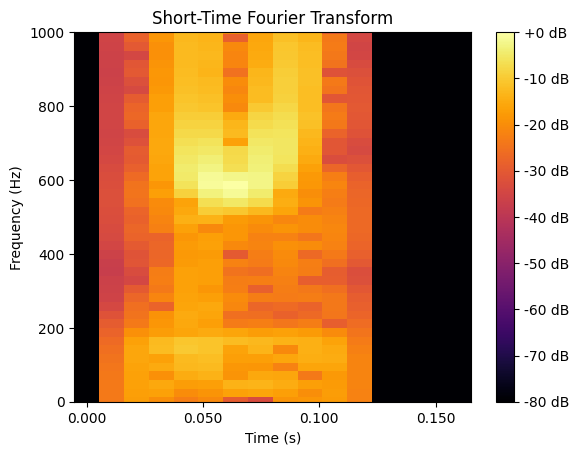 Short-Time Fourier Transform
Frequency (Hz)
1000
800
600
400
200
0
0.000
0.050
0.100
0.150
Time (s)
+0 dB
-10 dB
-20 dB
-30 dB
-40 dB
-50 dB
-60 dB
-70 dB
-80 dB